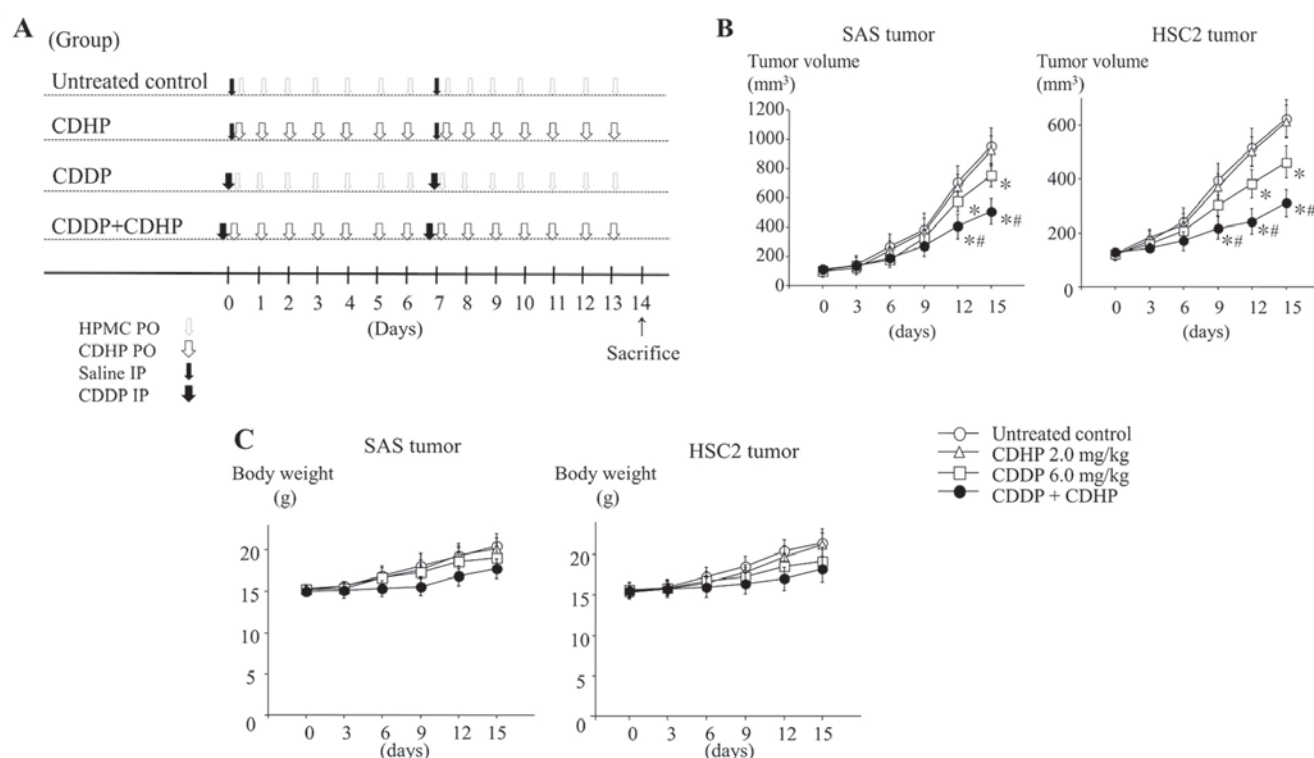 A
(Group)
Untreated control
CDHP
CDDP
CDDP+CDHP
0 1 2 3 4 5 6 7 8 9 10 11 12 13 14
(Days)
HPMC PO
CDHP PO
Saline IP
CDDP IP
Sacrifice
B
SAS tumor
Tumor volume
(mm³)
1200
1000
800
600
400
200
0
* * *# *#
0 3 6 9 12 15
(days)
HSC2 tumor
Tumor volume
(mm³)
600
400
200
0
* * *# *# *#
0 3 6 9 12 15
(days)
C
SAS tumor
Body weight
(g)
20
15
10
5
0
0 3 6 9 12 15
(days)
HSC2 tumor
Body weight
(g)
20
15
10
5
0
0 3 6 9 12 15
(days)
Untreated control
CDHP 2.0 mg/kg
CDDP 6.0 mg/kg
CDDP + CDHP